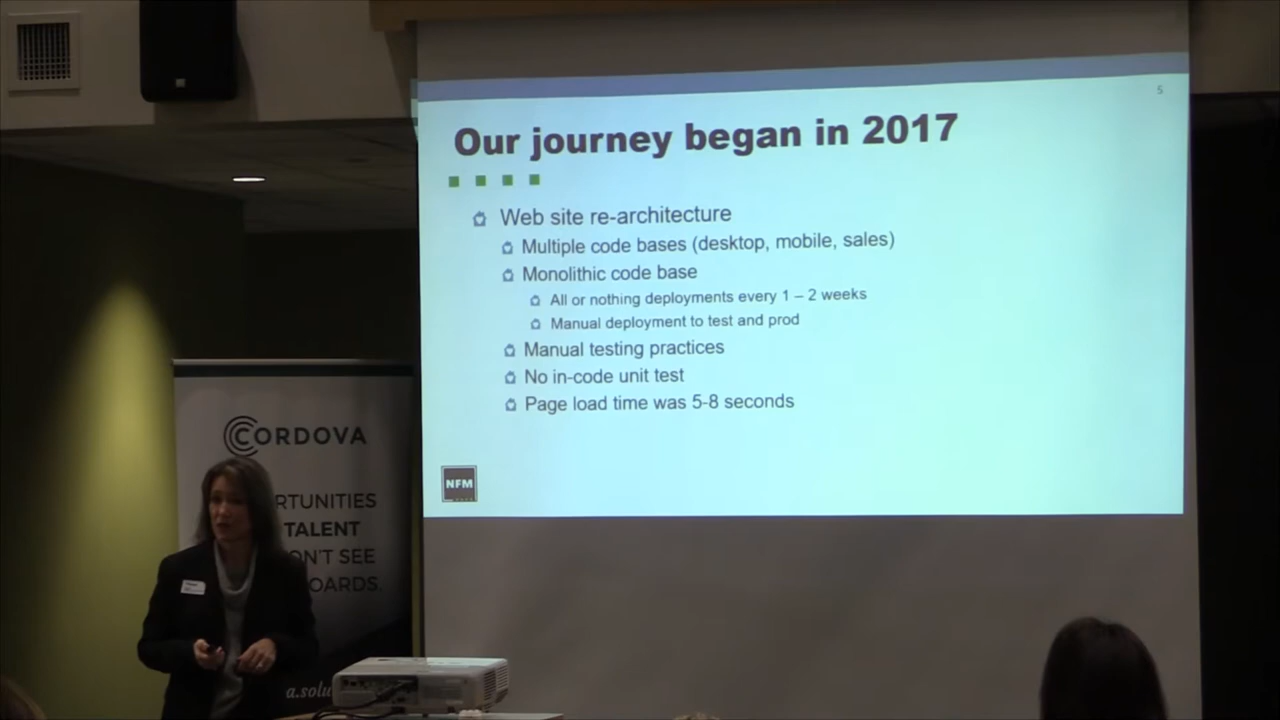 5
Our journey began in 2017
Web site re-architecture
Multiple code bases (desktop, mobile, sales)
Monolithic code base
All or nothing deployments every 1 – 2 weeks
Manual deployment to test and prod
Manual testing practices
No in-code unit test
Page load time was 5-8 seconds
NFM
CORDOVA
RTUNITIES
TALENT
ON'T SEE
OARDS.
a.solu